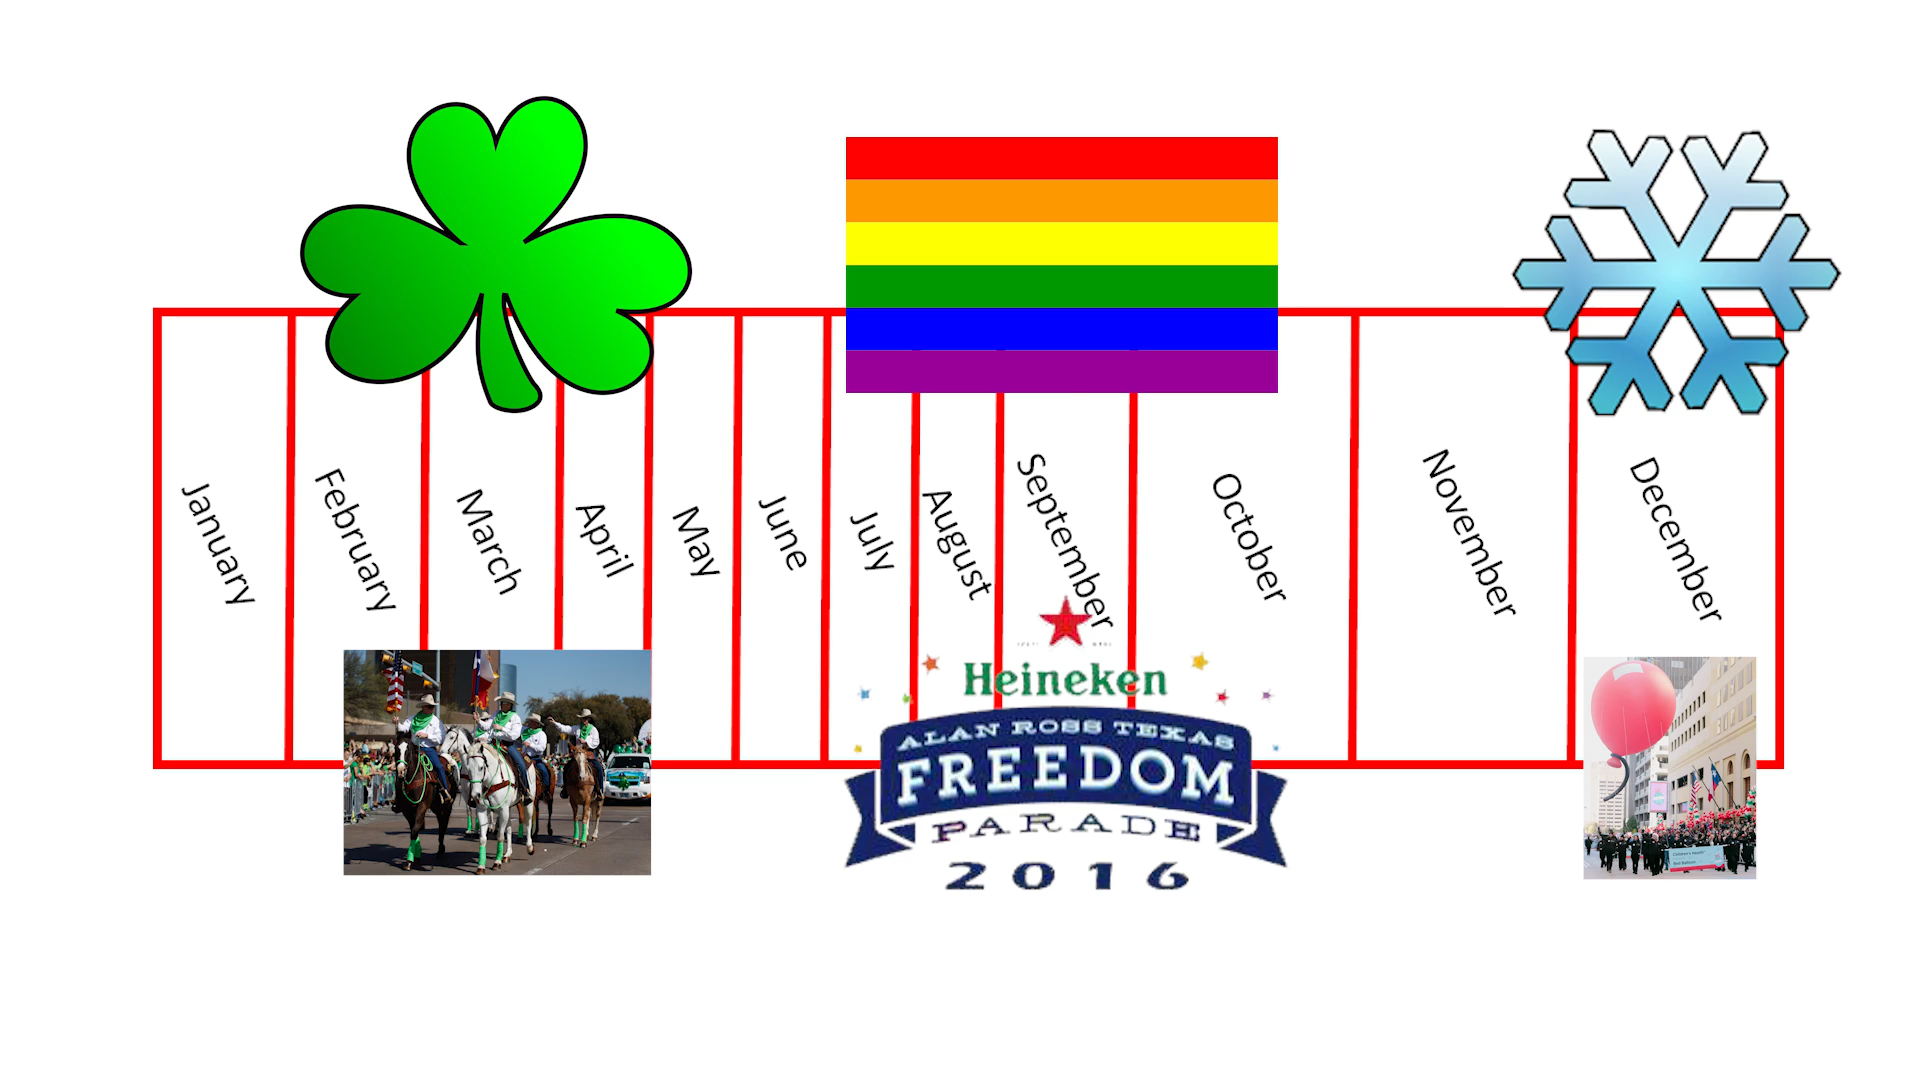 January
February
March
April
May
June
July
August
September
October
November
December
Heineken
ALAN ROSS TEXAS
FREEDOM
PARADE
2016